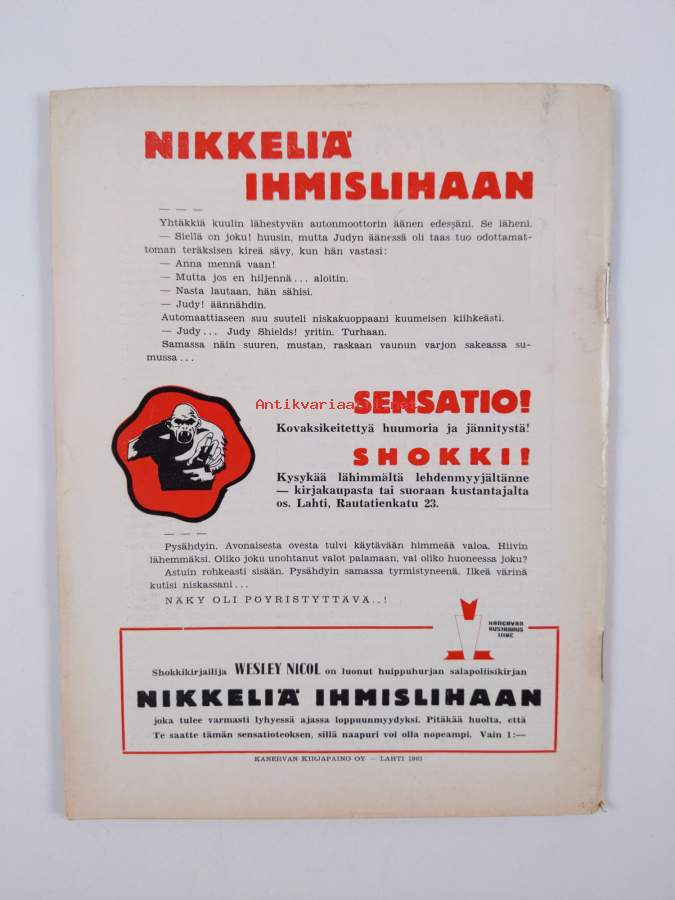 NIKKELIÄ
IHMISLIHAAN
— — —
Yhtäkkiä kuulin lähestyvän autonmoottorin äänen edessäni. Se läheni.
— Siellä on joku! huusin, mutta Judyn äänessä oli taas tuo odottamat-
toman teräksisen kireä sävy, kun hän vastasi:
— Anna mennä vaan!
— Mutta jos en hiljennä... aloitin.
— Nasta lautaan, hän sähisi.
— Judy! äännähdin.
Automaattiaseen suu suuteli niskakuoppaani kuumeisen kiihkeästi.
— Judy... Judy Shields! yritin. Turhaan.
Samassa näin suuren, mustan, raskaan vaunun varjon sakeassa su-
mussa...
SENSATIO!
Antikvariaatti.net
Kovaksikeitettyä huumoria ja jännitystä!
SHOKKI!
Kysykää lähimmältä lehdenmyyjältänne
— kirjakaupasta tai suoraan kustantajalta
os. Lahti, Rautatienkatu 23.
— — —
Pysähdyin. Avonaisesta ovesta tulvi käytävään himmeää valoa. Hiivin
lähemmäksi. Oliko joku unohtanut valot palamaan, vai oliko huoneessa joku?
Astuin rohkeasti sisään. Pysähdyin samassa tyrmistyneenä. Ilkeä värinä
kutisi niskassani...
NÄKY OLI PÖYRISTYTTÄVÄ..!
KANERVAN
KUSTANNUS
LIIKE
Shokkikirjailija WESLEY NICOL on luonut huippuhurjan salapoliisikirjan
NIKKELIÄ IHMISLIHAAN
joka tulee varmasti lyhyessä ajassa loppuunmyydyksi. Pitäkää huolta, että
Te saatte tämän sensatioteoksen, sillä naapuri voi olla nopeampi. Vain 1:—
KANERVAN KIRJAPAINO OY — LAHTI 1963